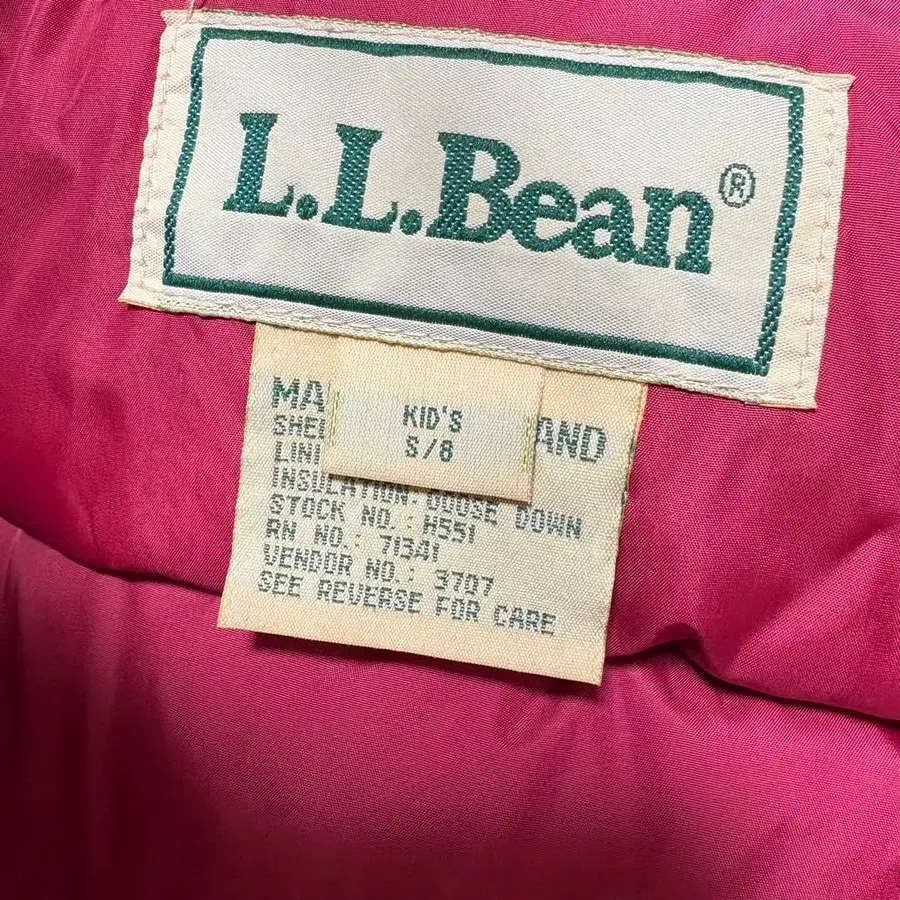 L.L.Bean®
KID'S
S/8
MA AND
SHE
LINI
INSULATION: GOOSE DOWN
STOCK NO.: H551
RN NO.: 71341
VENDOR NO.: 3707
SEE REVERSE FOR CARE